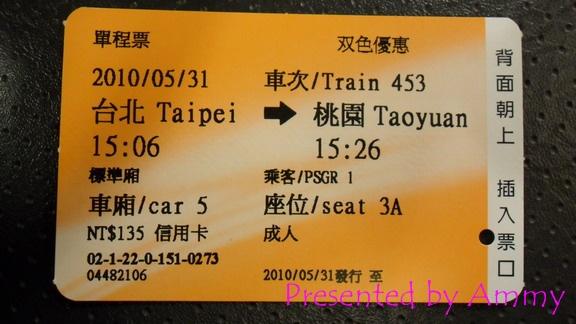 單程票 双色優惠
2010/05/31 車次/Train 453
台北 Taipei ➡ 桃園 Taoyuan
15:06 15:26
標準廂 乘客/PSGR 1
車廂/car 5 座位/seat 3A
NT$135 信用卡 成人
02-1-22-0-151-0273
04482106 2010/05/31發行 至
背面朝上 插入票口
Presented by Ammy